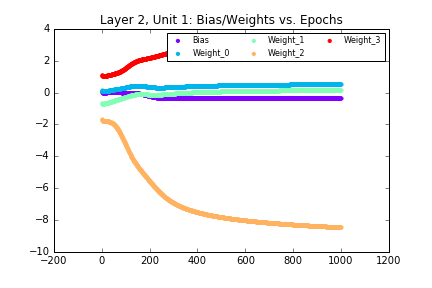 Layer 2, Unit 1: Bias/Weights vs. Epochs
Bias Weight_1 Weight_3
Weight_0 Weight_2
4
2
0
−2
−4
−6
−8
−10
−200 0 200 400 600 800 1000 1200